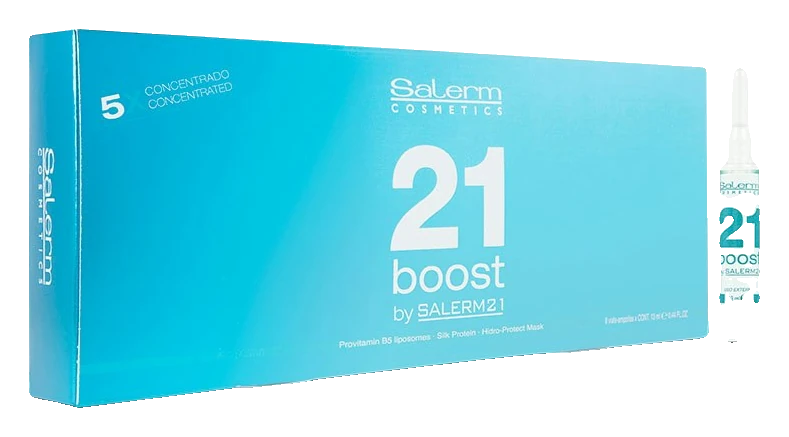 5x CONCENTRADO
CONCENTRATED
Salerm
COSMETICS
21
boost
by SALERM21
Provitamin B5 liposomes · Silk Protein · Hidro-Protect Mask
Salerm
COSMETICS
Salerm
COSMETICS
21
boost
by SALERM21